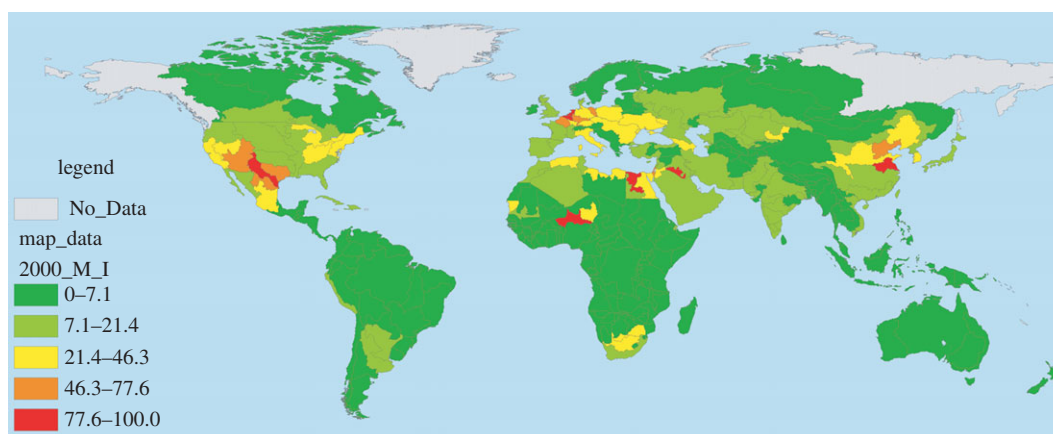 legend
No_Data
map_data
2000_M_I
0–7.1
7.1–21.4
21.4–46.3
46.3–77.6
77.6–100.0